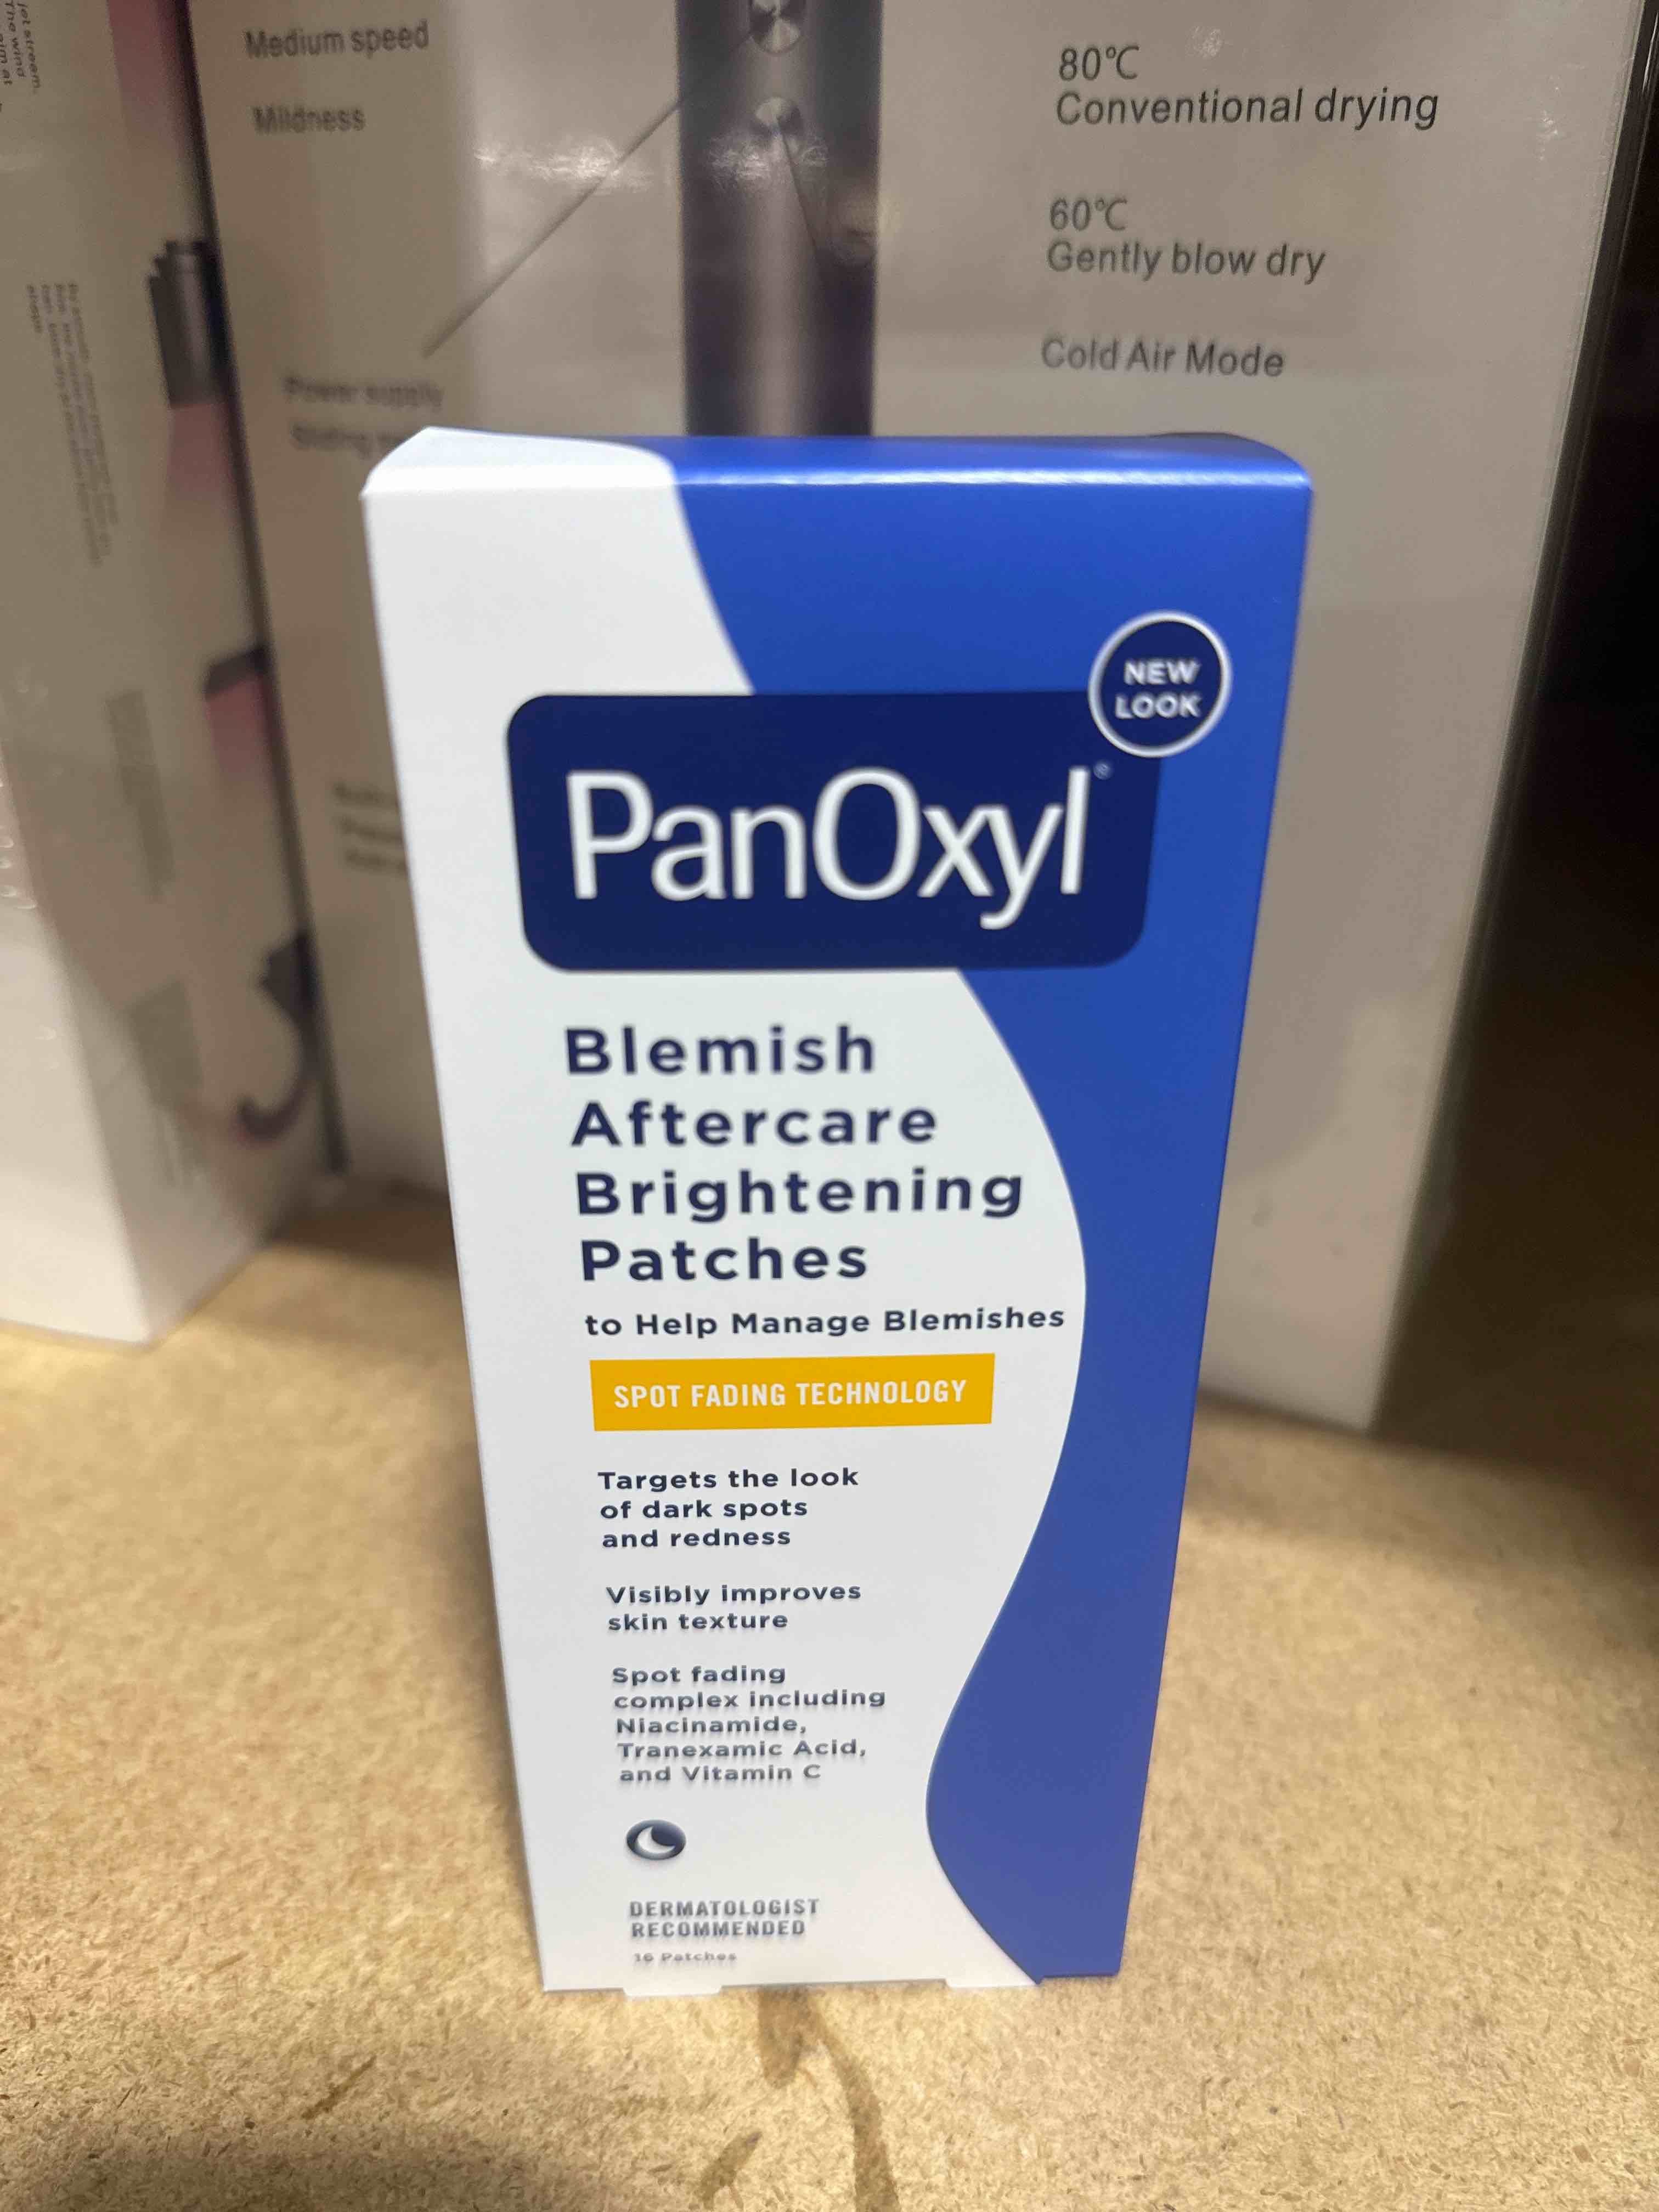 Medium speed
Mildness
80°C
Conventional drying
60°C
Gently blow dry
Cold Air Mode
Power supply
NEW
LOOK
PanOxyl®
Blemish
Aftercare
Brightening
Patches
to Help Manage Blemishes
SPOT FADING TECHNOLOGY
Targets the look
of dark spots
and redness
Visibly improves
skin texture
Spot fading
complex including
Niacinamide,
Tranexamic Acid,
and Vitamin C
DERMATOLOGIST
RECOMMENDED
16 Patches